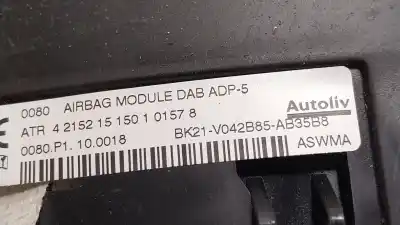 0080 AIRBAG MODULE DAB ADP-5
ATR 4 2152 15 150 1 0157 8
Autoliv
0080.P1. 10.0018
BK21-V042B85-AB35B8
ASWMA